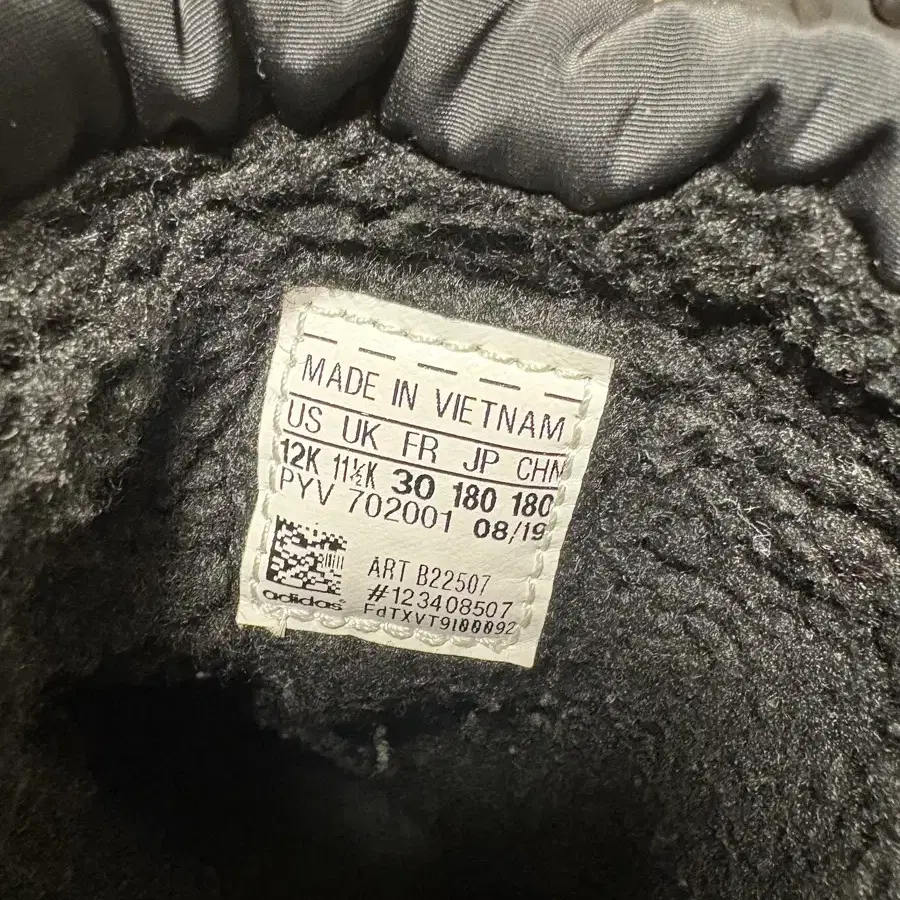 MADE IN VIETNAM
US UK FR JP CHN
12K 11½K 30 180 180
PYV 702001 08/19
ART B22507
#123408507
adidas FdTXVT9I00092